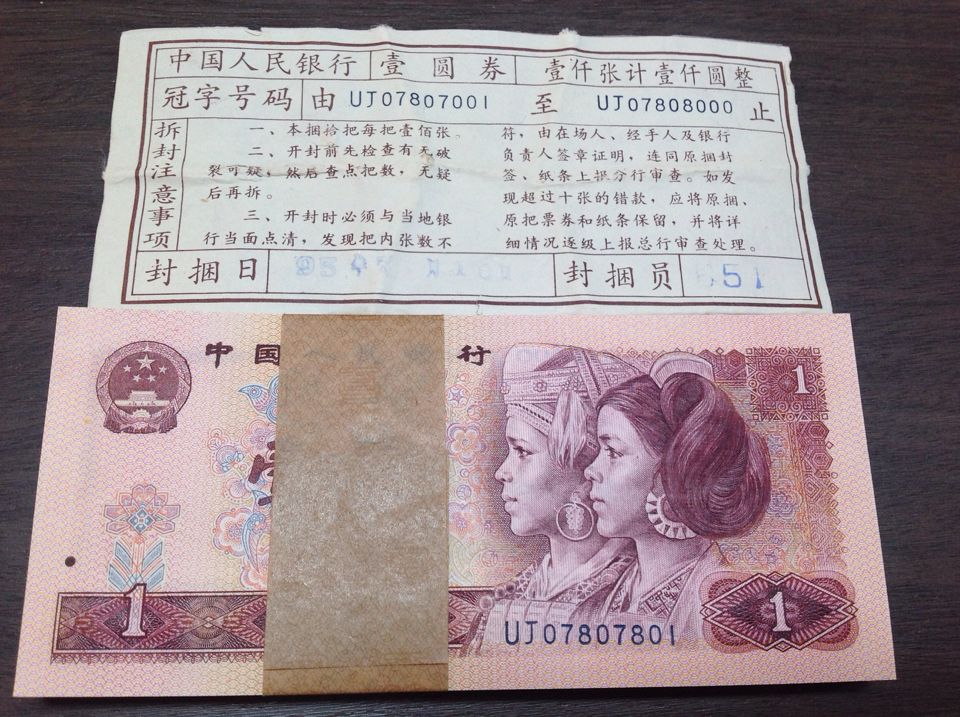 中国人民银行 壹圆券 壹仟张计壹仟圆整
冠字号码 由 UJ07807001 至 UJ07808000 止
拆封注意事项
一、本捆拾把每把壹佰张。
二、开封前先检查有无破
裂可疑，然后查点把数，无疑
后再拆。
三、开封时必须与当地银
行当面点清，发现把内张数不
符，由在场人、经手人及银行
负责人签章证明，连同原捆封
签、纸条上报分行审查。如发
现超过十张的错款，应将原捆、
原把票券和纸条保留，并将详
细情况逐级上报总行审查处理。
封捆日 封捆员 51
中国人民银行
1
1
UJ07807801
1